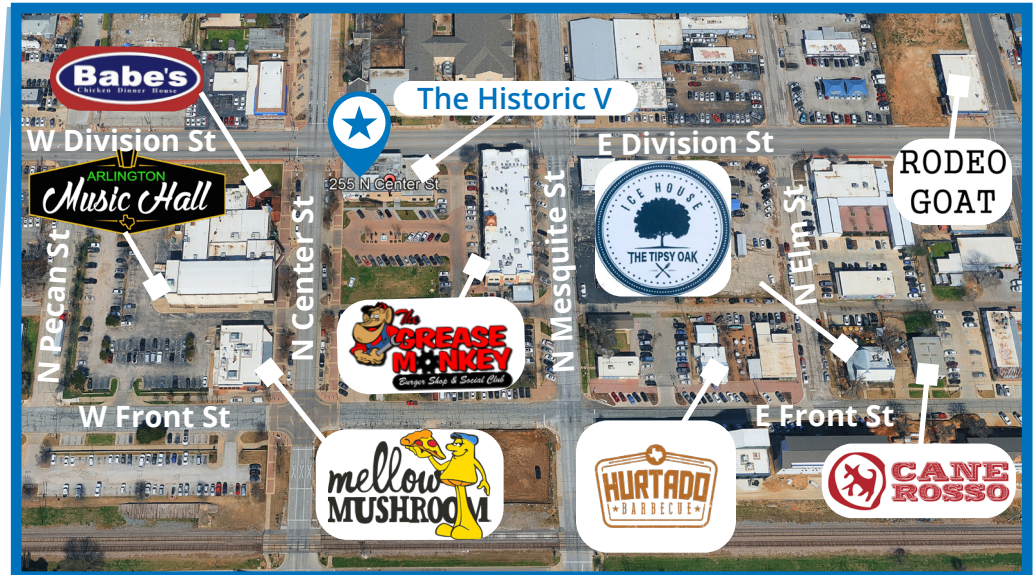 Babe's
Chicken Dinner House
The Historic V
W Division St
E Division St
RODEO
GOAT
ARLINGTON
Music Hall
255 N Center St
ICE HOUSE
THE TIPSY OAK
N Pecan St
N Center St
N Mesquite St
N Elm St
The
GREASE
MONKEY
Burger Shop & Social Club
W Front St
E Front St
mellow
MUSHROOM
HURTADO
BARBECUE
CANE
ROSSO